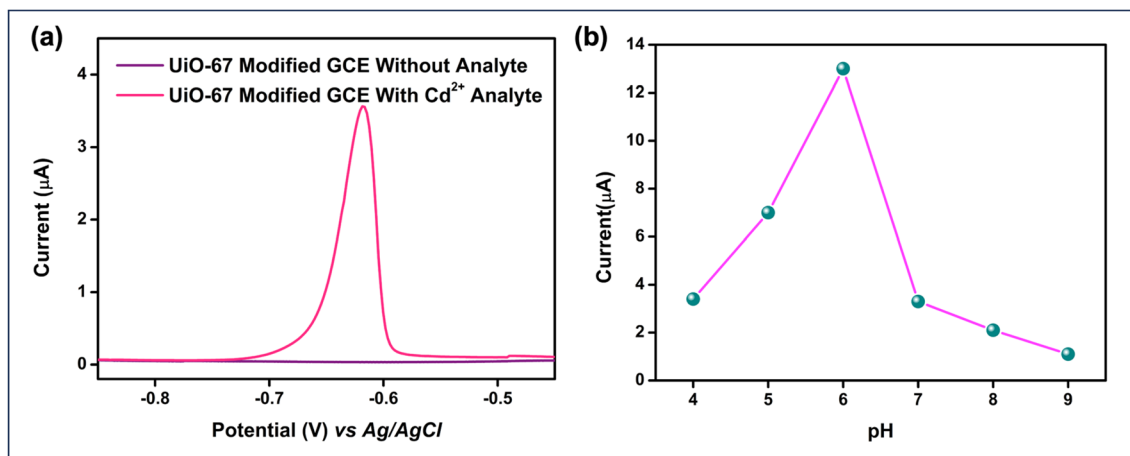 (a)
UiO-67 Modified GCE Without Analyte
UiO-67 Modified GCE With Cd²⁺ Analyte
Current (μA)
4
3
2
1
0
-0.8 -0.7 -0.6 -0.5
Potential (V) vs Ag/AgCl
(b)
Current(μA)
14
12
10
8
6
4
2
0
4 5 6 7 8 9
pH